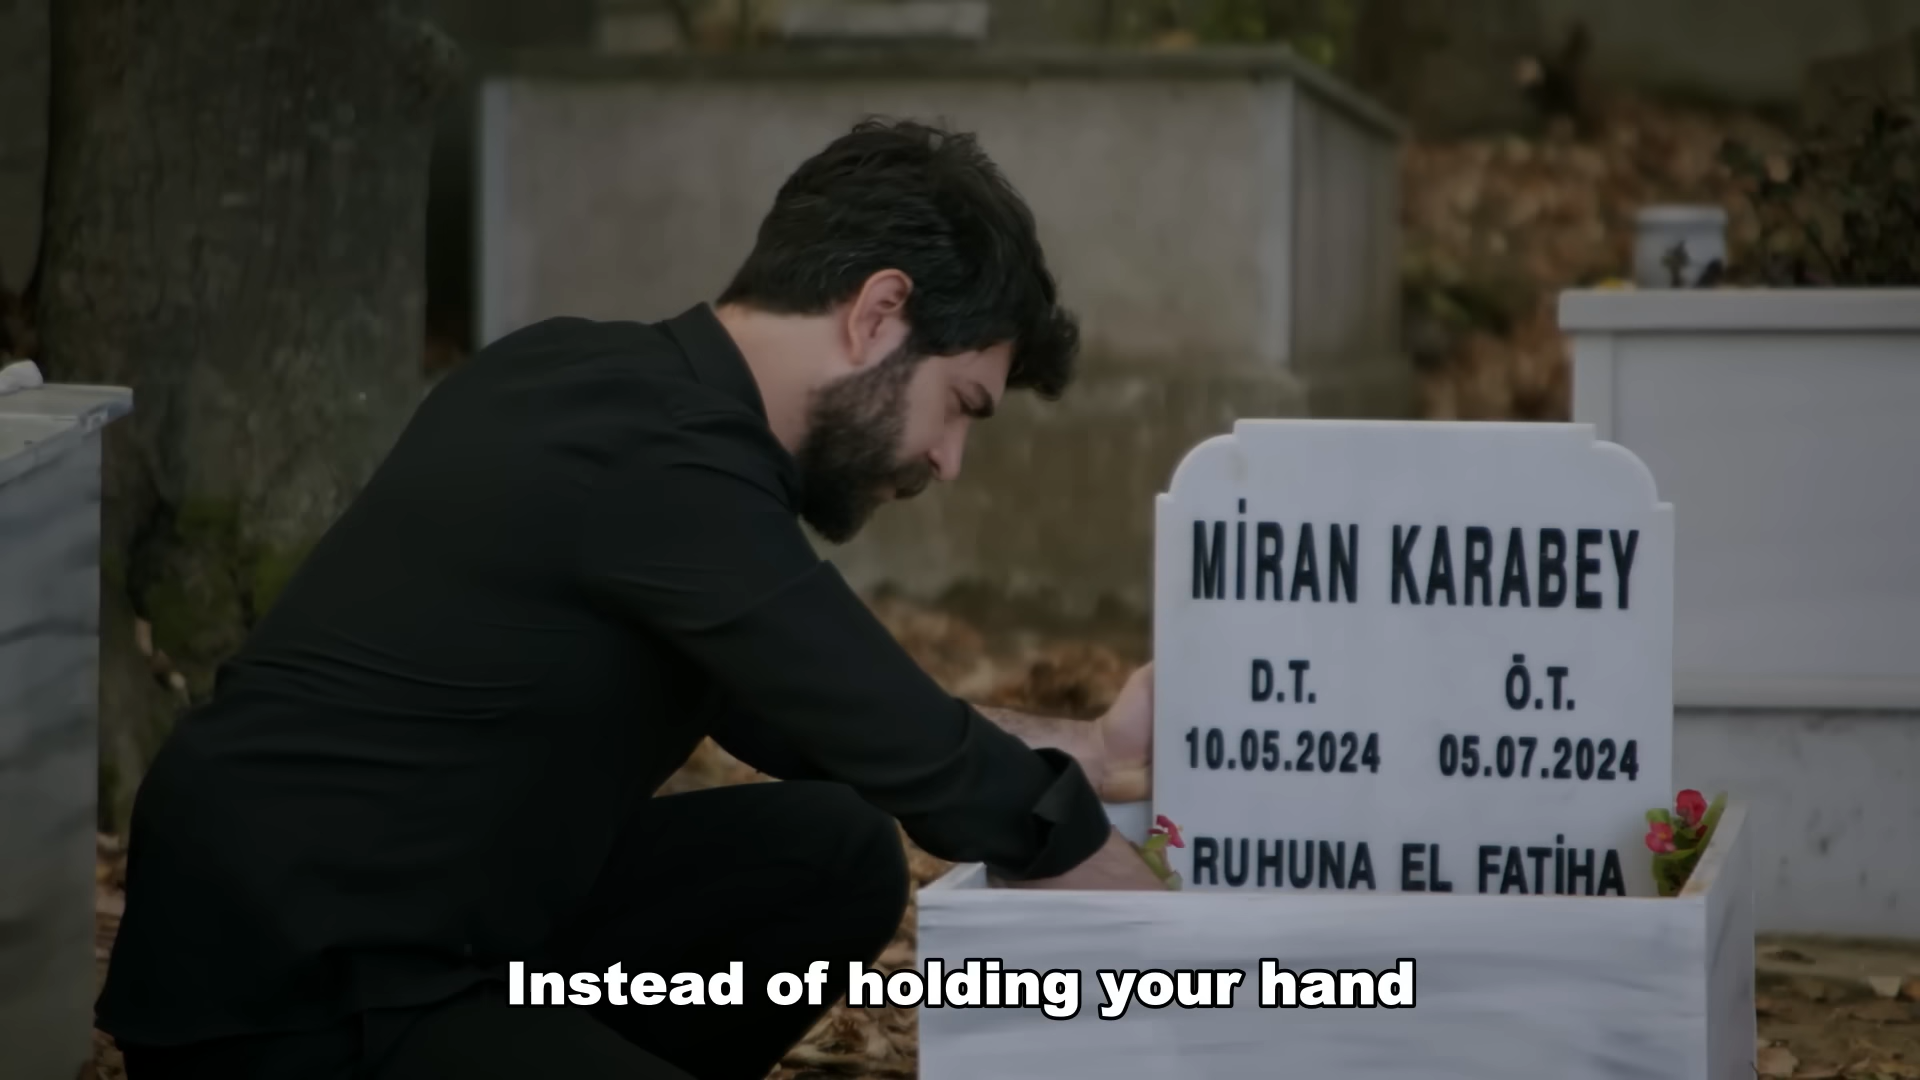 MİRAN KARABEY
D.T. Ö.T.
10.05.2024 05.07.2024
RUHUNA EL FATİHA
Instead of holding your hand